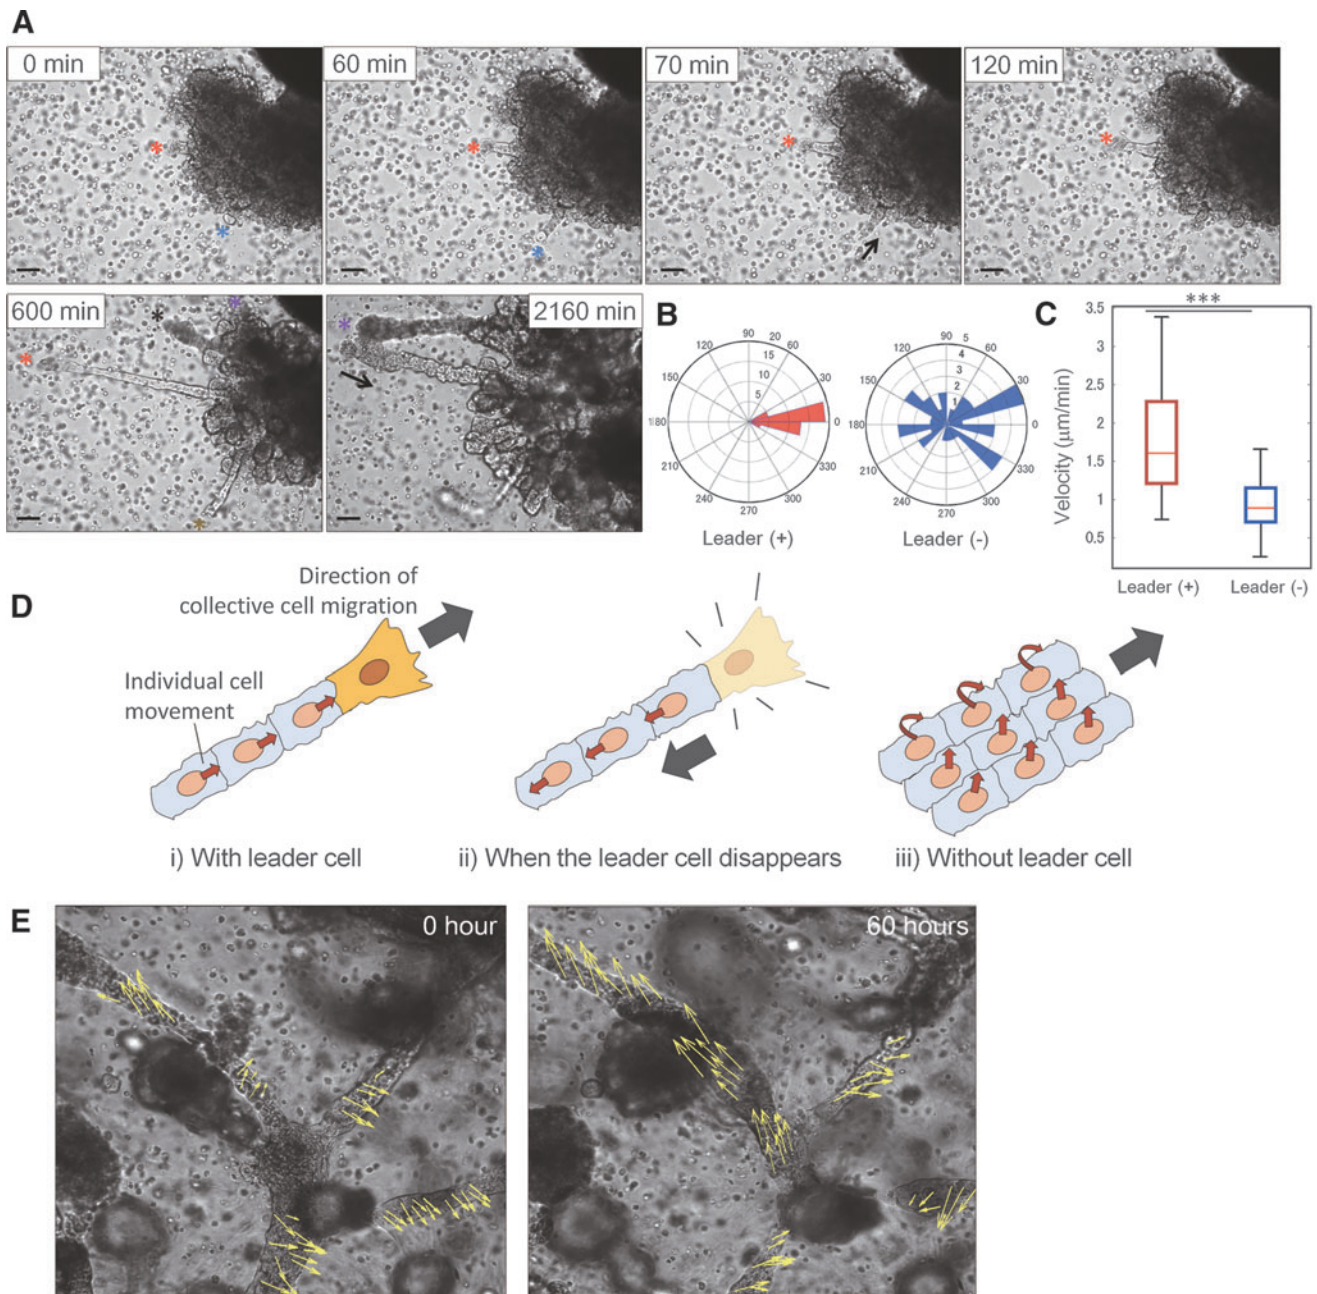 A
0 min
60 min
70 min
120 min
*
*
*
*
*
*
600 min
2160 min
*
*
*
*
*
B
90
120
60
20
15
10
5
30
180
0
210
330
240
300
270
Leader (+)
90
120
60
5
4
3
2
1
30
180
0
210
330
240
300
270
Leader (-)
C
***
Velocity (µm/min)
3.5
3
2.5
2
1.5
1
0.5
Leader (+)
Leader (-)
D
Direction of
collective cell migration
Individual cell
movement
i) With leader cell
ii) When the leader cell disappears
iii) Without leader cell
E
0 hour
60 hours